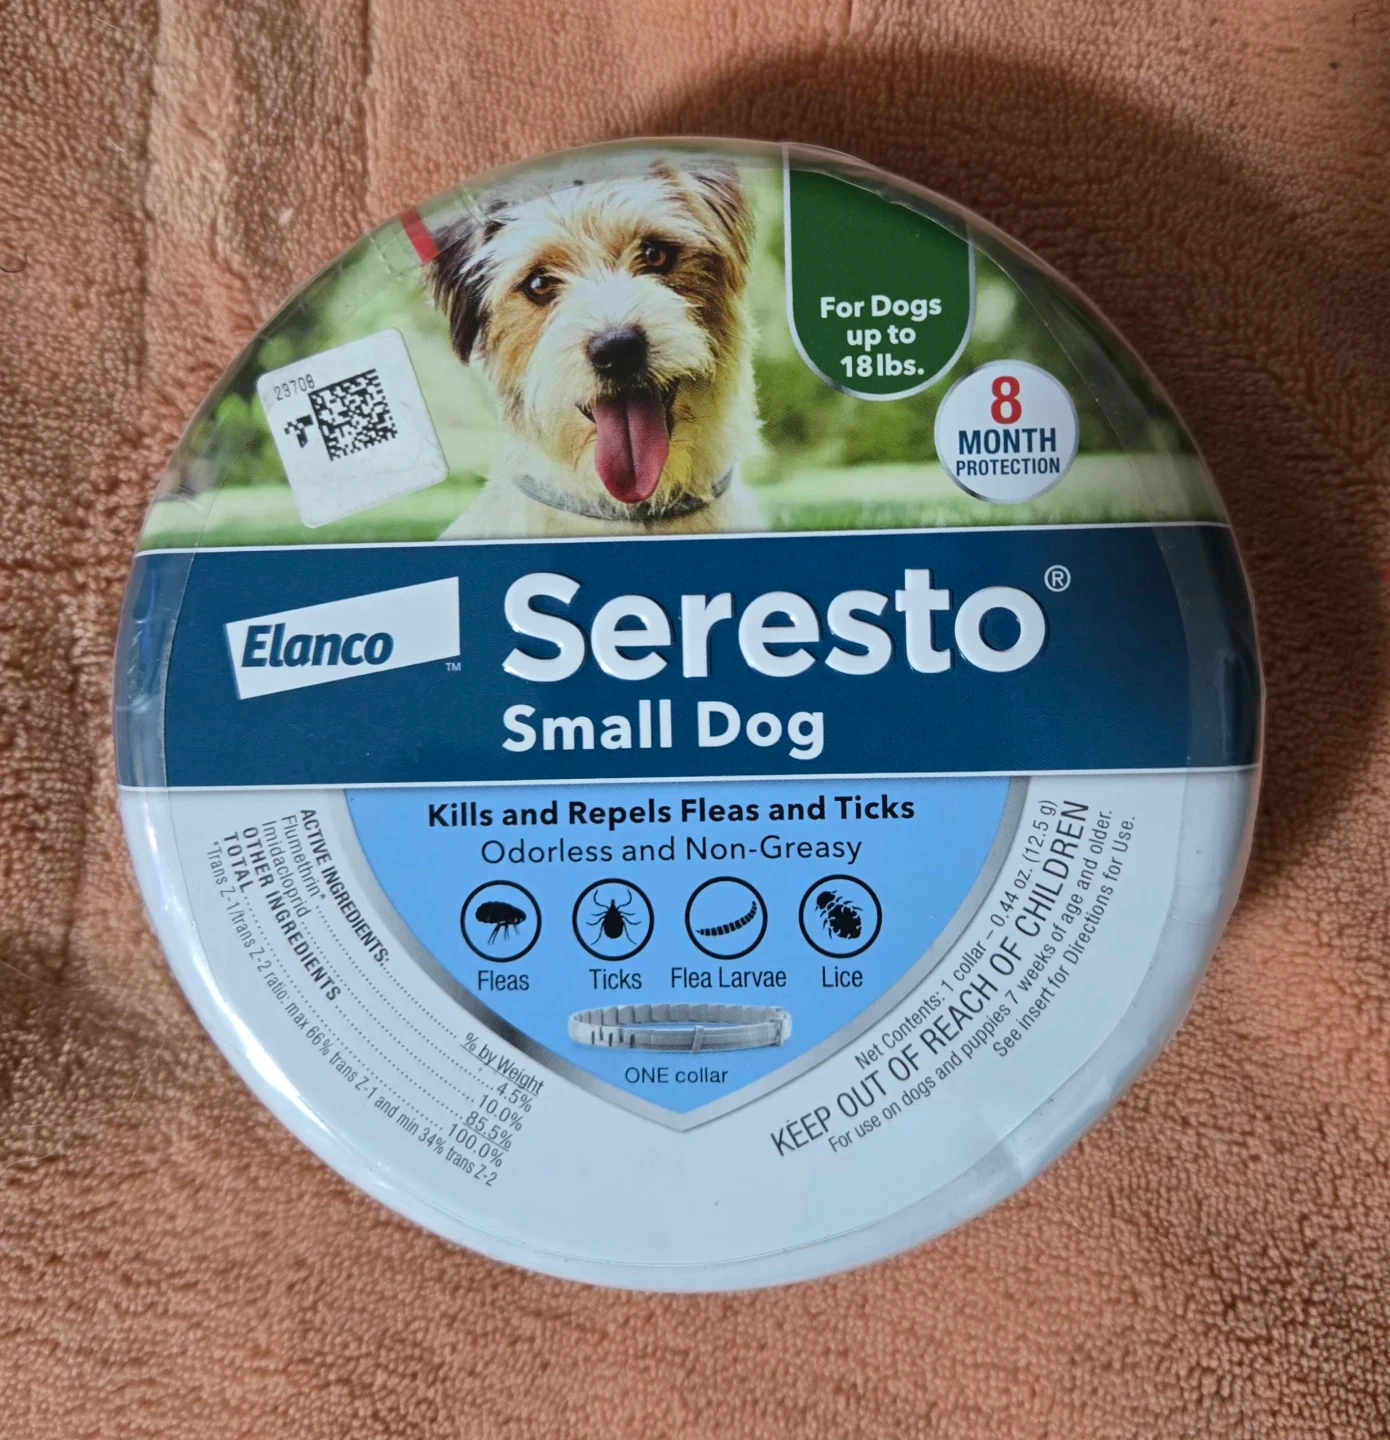 For Dogs
up to
18 lbs.
23708
8
MONTH
PROTECTION
Elanco™
Seresto®
Small Dog
Kills and Repels Fleas and Ticks
Odorless and Non-Greasy
Fleas
Ticks
Flea Larvae
Lice
ONE collar
ACTIVE INGREDIENTS: % by Weight
Flumethrin* 4.5%
Imidacloprid 10.0%
OTHER INGREDIENTS 85.5%
TOTAL 100.0%
*Trans Z-1/trans Z-2 ratio: max 66% trans Z-1 and min 34% trans Z-2
Net Contents: 1 collar – 0.44 oz. (12.5 g)
KEEP OUT OF REACH OF CHILDREN
For use on dogs and puppies 7 weeks of age and older.
See insert for Directions for Use.